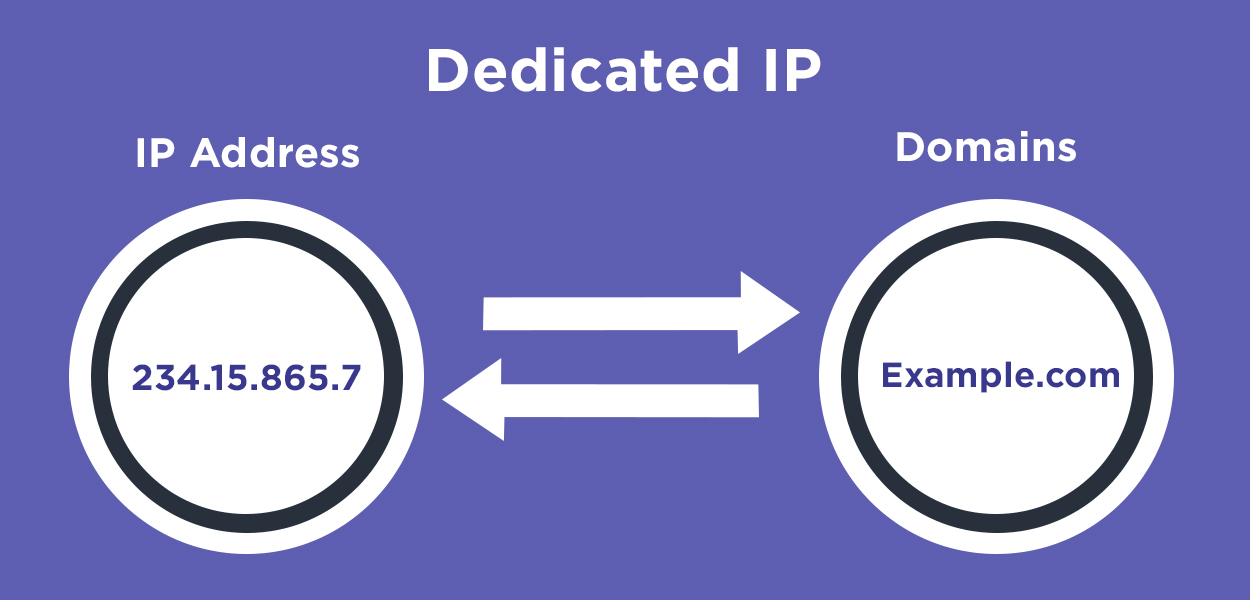 Dedicated IP
IP Address
Domains
234.15.865.7
Example.com